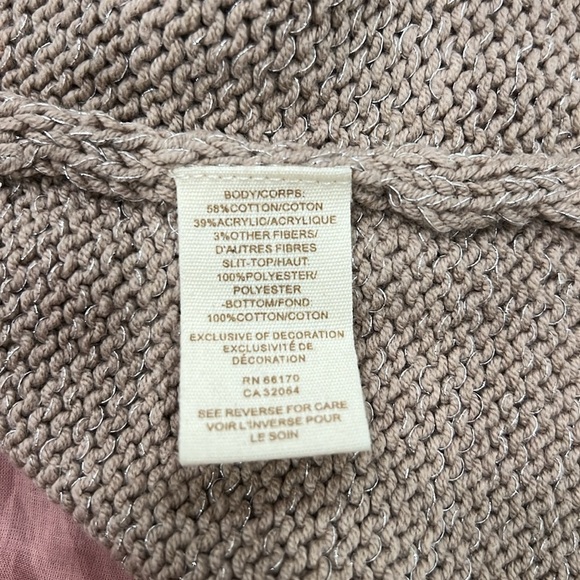 BODY/CORPS:
58%COTTON/COTON
39%ACRYLIC/ACRYLIQUE
3%OTHER FIBERS/
D'AUTRES FIBRES
SLIT-TOP/HAUT:
100%POLYESTER/
POLYESTER
-BOTTOM/FOND:
100%COTTON/COTON
EXCLUSIVE OF DECORATION
EXCLUSIVITÉ DE
DÉCORATION
RN 66170
CA 32054
SEE REVERSE FOR CARE
VOIR L'INVERSE POUR
LE SOIN